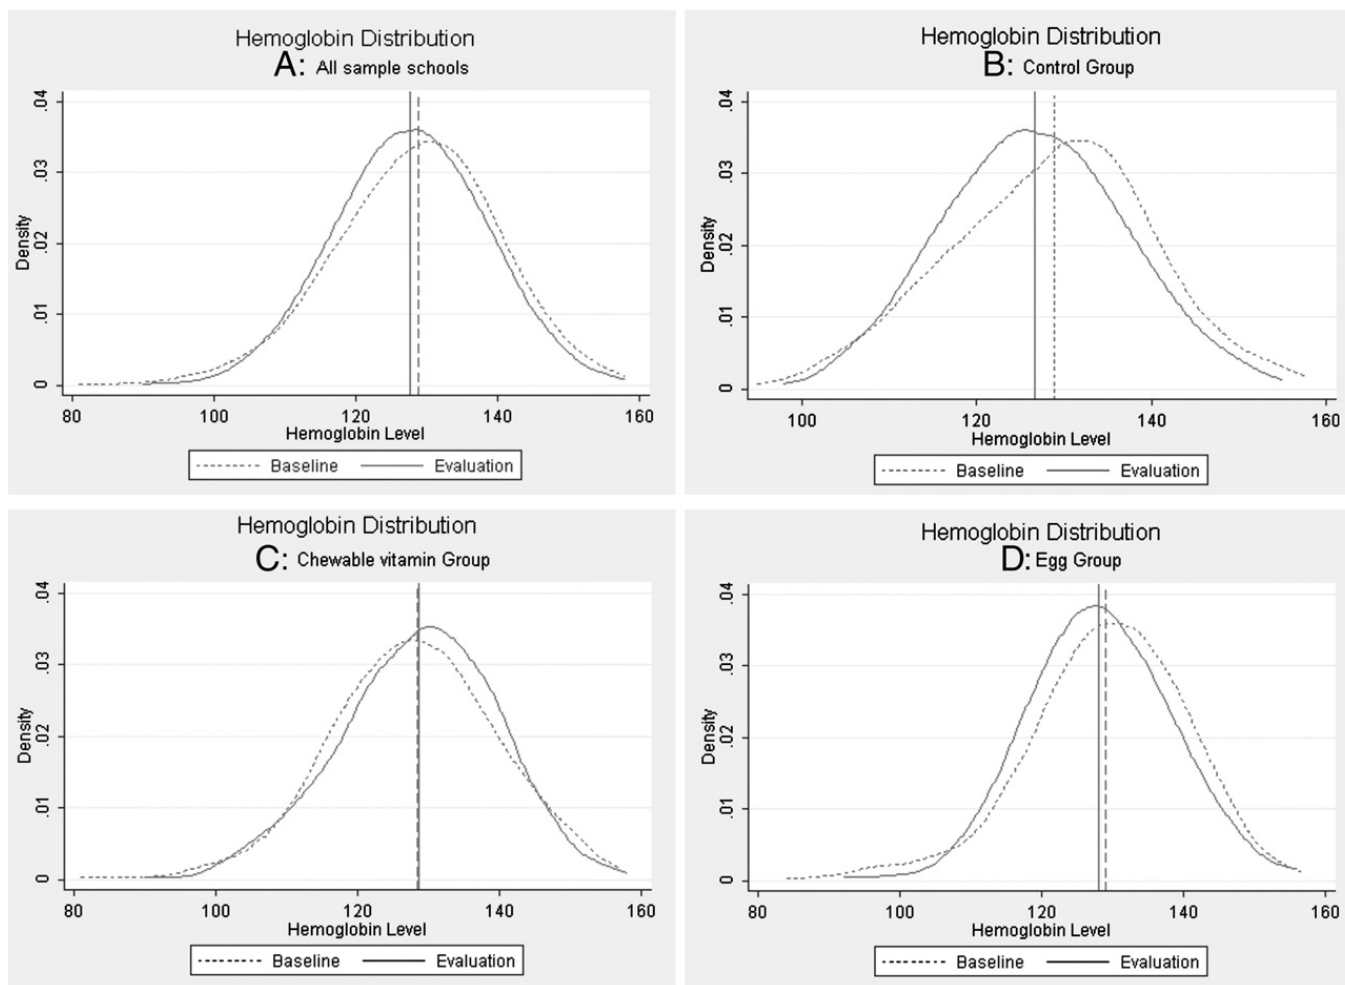 Hemoglobin Distribution
A: All sample schools
.04
.03
.02
.01
0
Density
80 100 120 140 160
Hemoglobin Level
Baseline Evaluation
Hemoglobin Distribution
B: Control Group
.04
.03
.02
.01
0
Density
100 120 140 160
Hemoglobin Level
Baseline Evaluation
Hemoglobin Distribution
C: Chewable vitamin Group
.04
.03
.02
.01
0
Density
80 100 120 140 160
Hemoglobin Level
Baseline Evaluation
Hemoglobin Distribution
D: Egg Group
.04
.03
.02
.01
0
Density
80 100 120 140 160
Hemoglobin Level
Baseline Evaluation